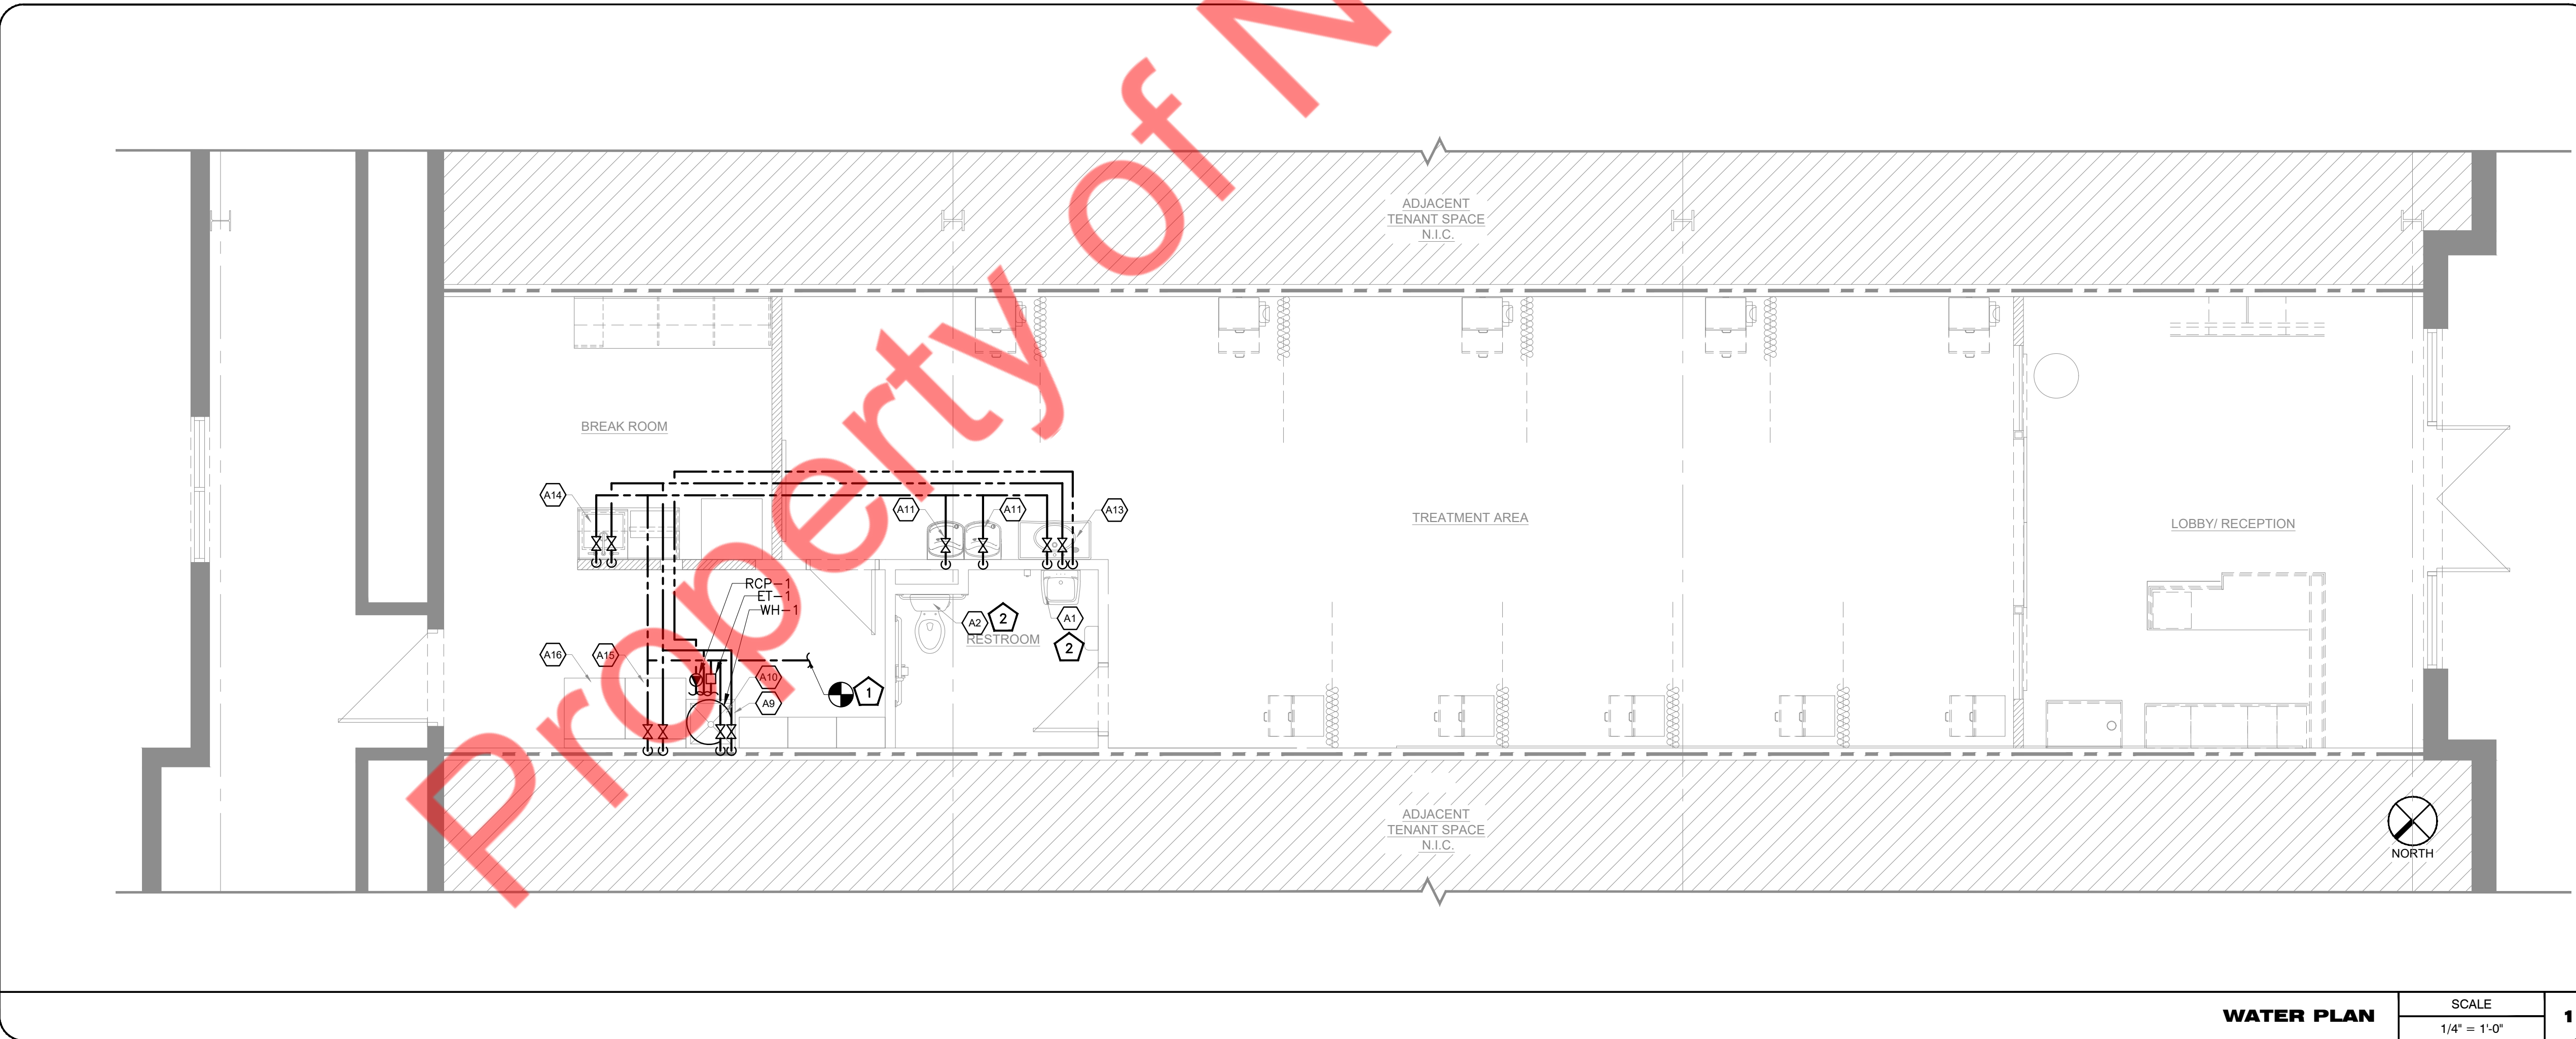 Property of N
ADJACENT
TENANT SPACE
N.I.C.
BREAK ROOM
A14
A11
A11
A13
TREATMENT AREA
LOBBY/ RECEPTION
RCP-1
ET-1
WH-1
A2
2
A1
RESTROOM
2
A16
A15
A10
A9
1
ADJACENT
TENANT SPACE
N.I.C.
NORTH
WATER PLAN
SCALE
1/4" = 1'-0"
1